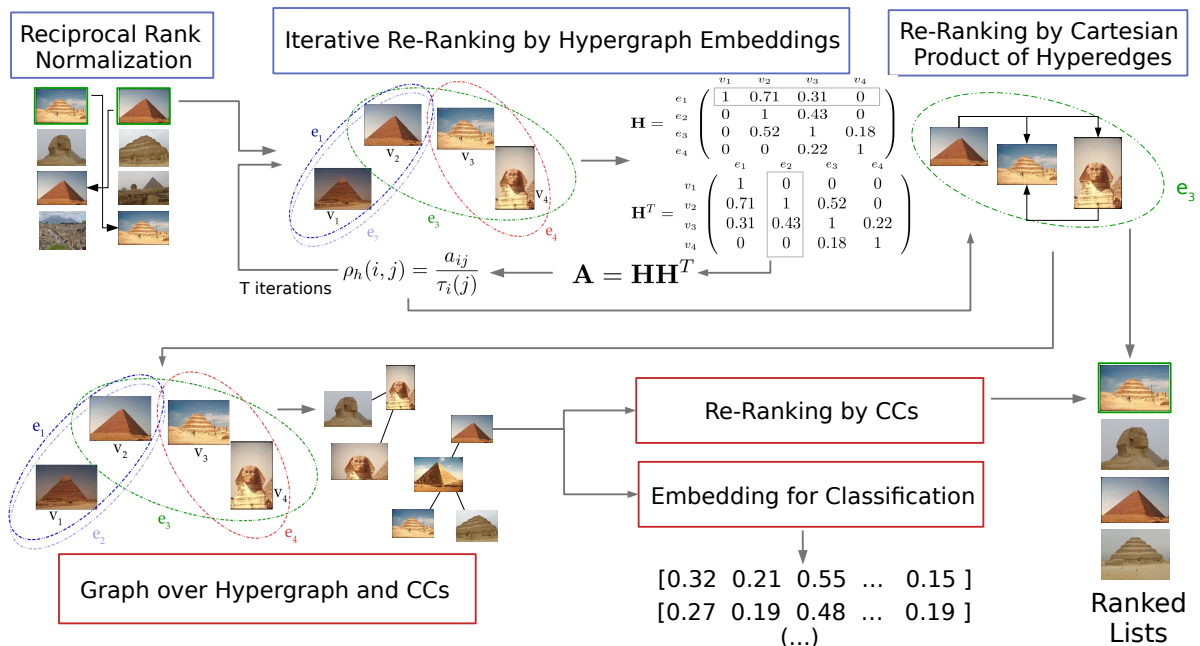 Reciprocal Rank
Normalization
Iterative Re-Ranking by Hypergraph Embeddings
Re-Ranking by Cartesian
Product of Hyperedges
e1
v2
v3
v1
v4
e3
e2
e4
v1 v2 v3 v4
e1 1 0.71 0.31 0
e2 0 1 0.43 0
H =
e3 0 0.52 1 0.18
e4 0 0 0.22 1
e1 e2 e3 e4
v1 1 0 0 0
v2 0.71 1 0.52 0
H^T =
v3 0.31 0.43 1 0.22
v4 0 0 0.18 1
e3
T iterations
ρh(i, j) = aij / τi(j)
A = HH^T
e1
v2
v3
v1
v4
e3
e2
e4
Graph over Hypergraph and CCs
Re-Ranking by CCs
Embedding for Classification
[0.32 0.21 0.55 ... 0.15 ]
[0.27 0.19 0.48 ... 0.19 ]
(...)
Ranked
Lists